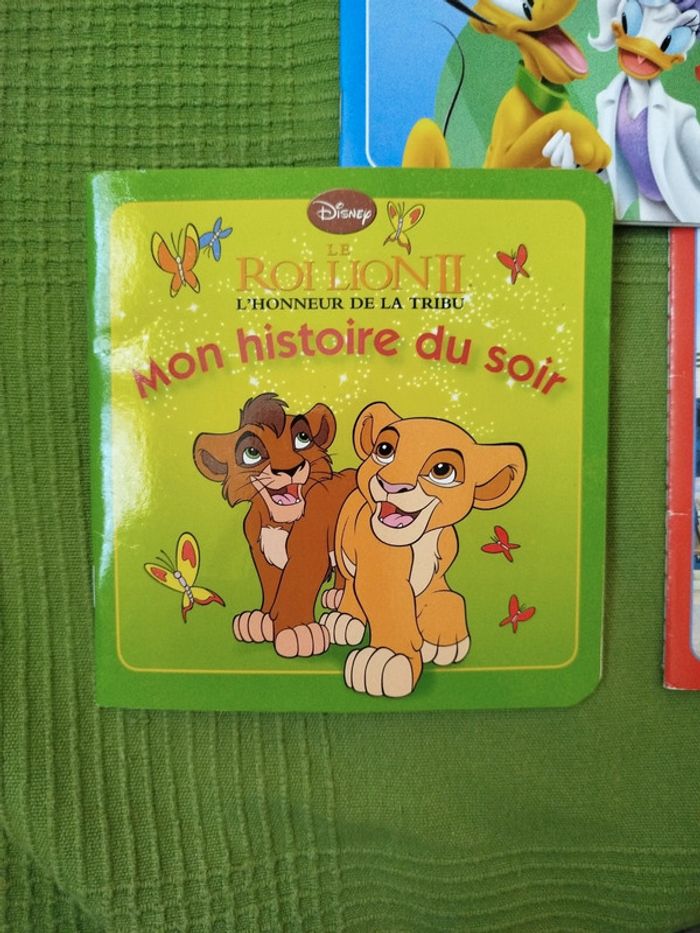 Disney
LE
ROI LION II
L'HONNEUR DE LA TRIBU
Mon histoire du soir